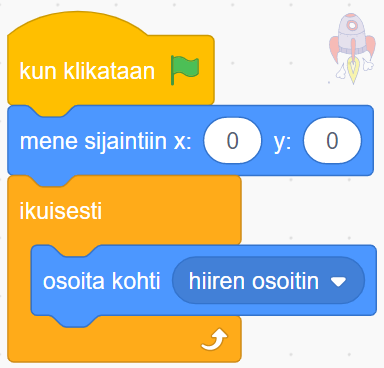 kun klikataan
mene sijaintiin x: 0 y: 0
ikuisesti
osoita kohti hiiren osoitin